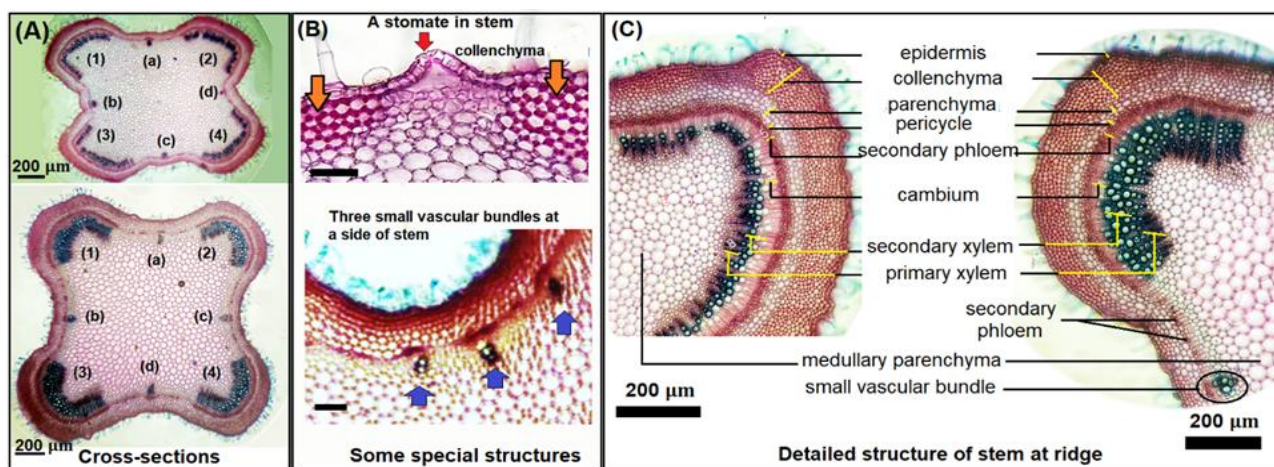 (A)
(1)
(a)
(2)
(b)
(d)
(3)
(c)
(4)
200 µm
(1)
(a)
(2)
(b)
(c)
(3)
(d)
(4)
200 µm
Cross-sections
(B)
A stomate in stem
collenchyma
Three small vascular bundles at
a side of stem
Some special structures
(C)
epidermis
collenchyma
parenchyma
pericycle
secondary phloem
cambium
secondary xylem
primary xylem
secondary
phloem
medullary parenchyma
small vascular bundle
200 µm
200 µm
Detailed structure of stem at ridge